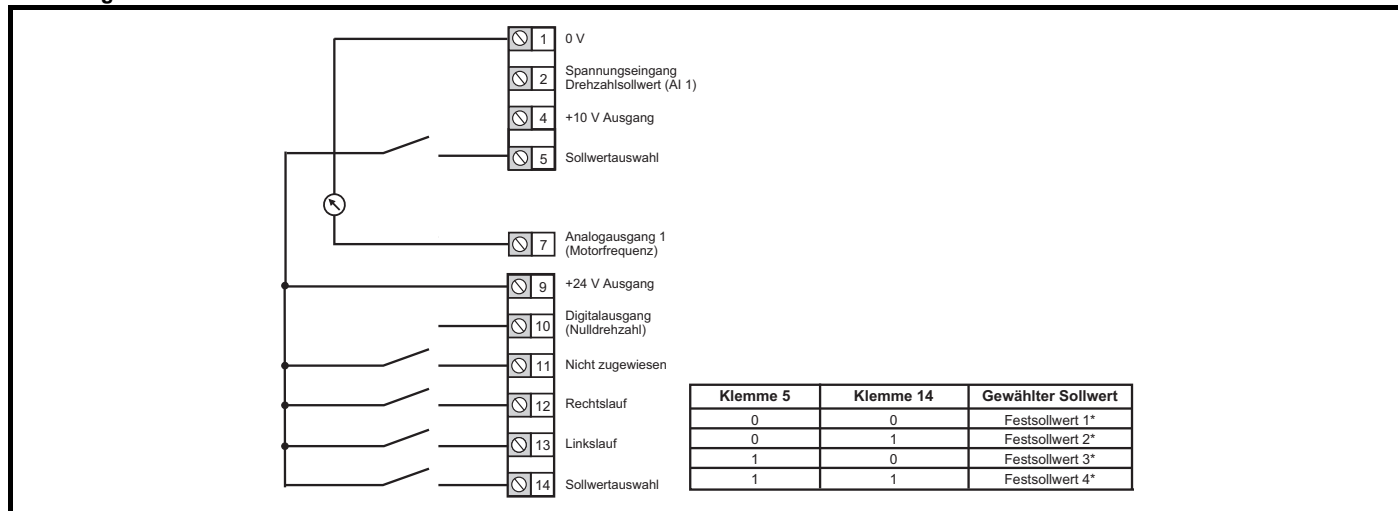 1 0 V
2 Spannungseingang
Drehzahlsollwert (AI 1)
4 +10 V Ausgang
5 Sollwertauswahl
7 Analogausgang 1
(Motorfrequenz)
9 +24 V Ausgang
10 Digitalausgang
(Nulldrehzahl)
11 Nicht zugewiesen
12 Rechtslauf
13 Linkslauf
14 Sollwertauswahl
Klemme 5 Klemme 14 Gewählter Sollwert
0 0 Festsollwert 1*
0 1 Festsollwert 2*
1 0 Festsollwert 3*
1 1 Festsollwert 4*